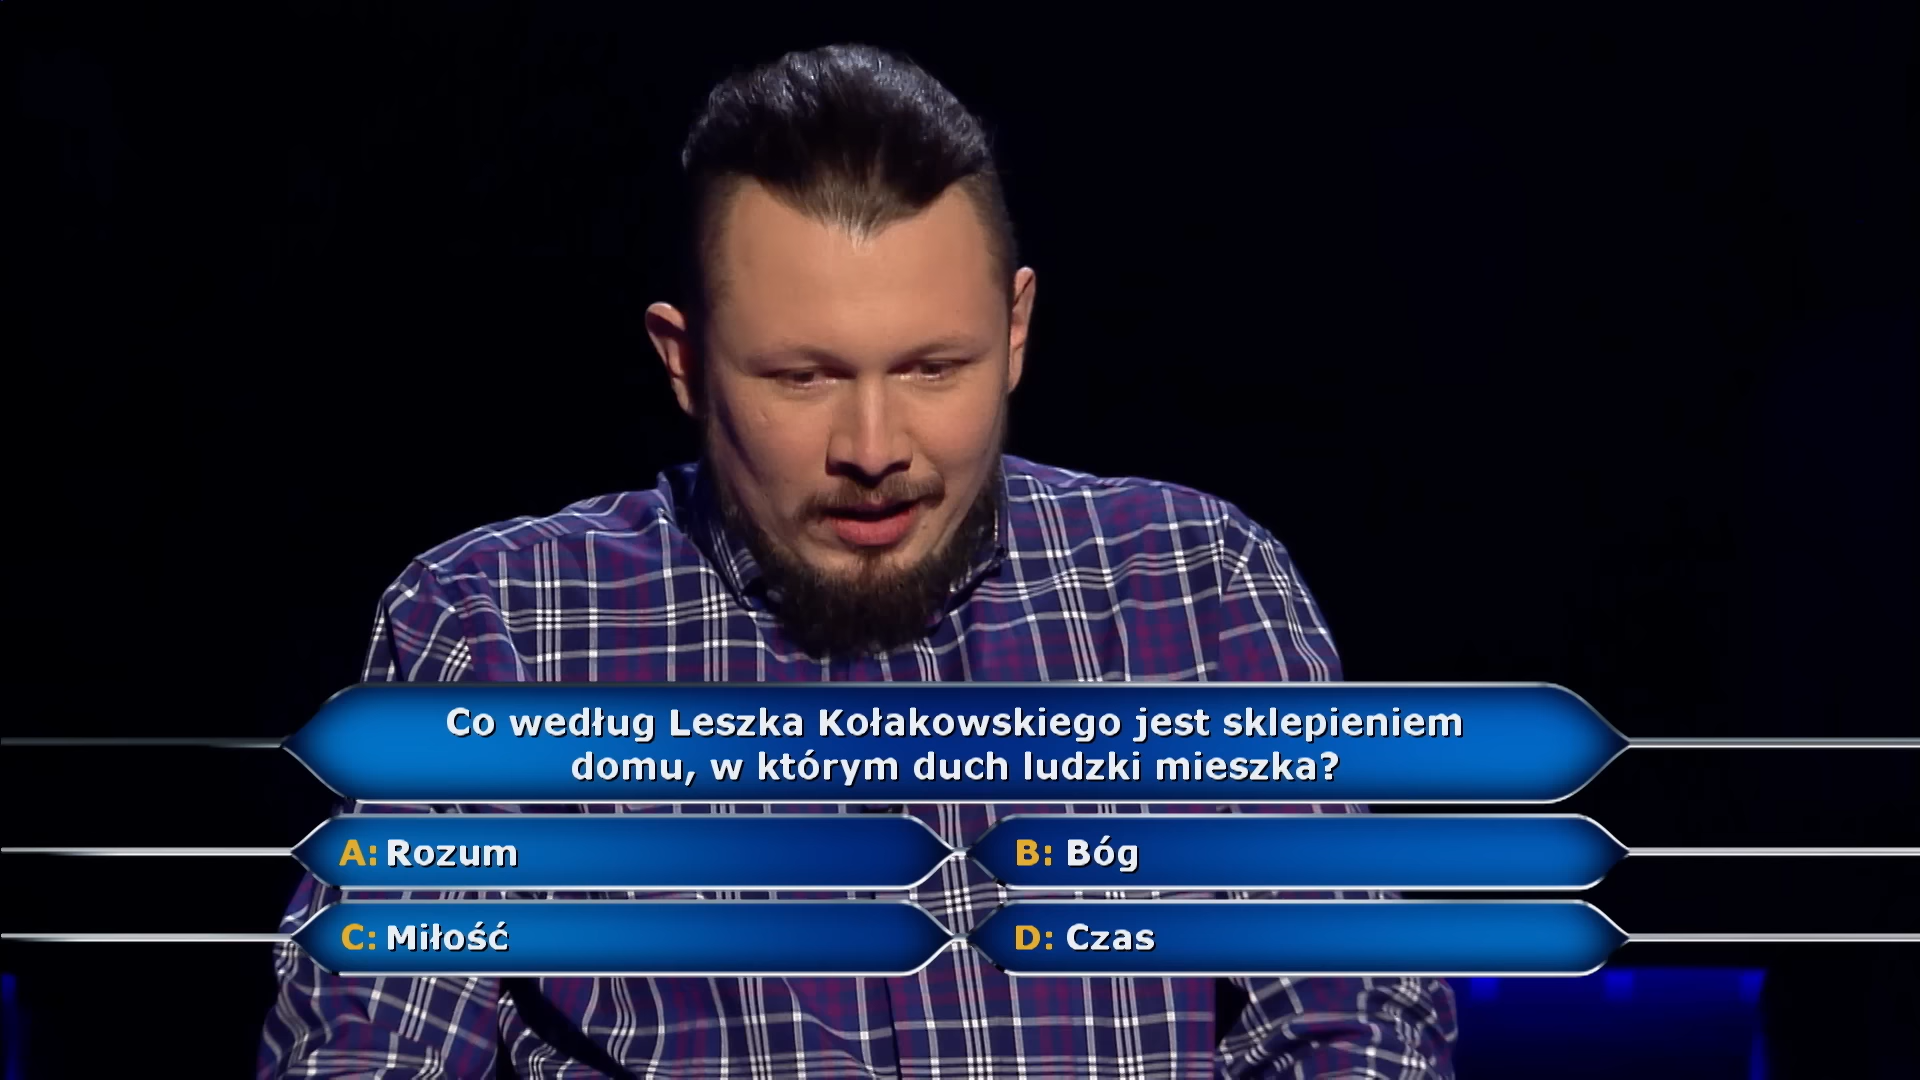 Co według Leszka Kołakowskiego jest sklepieniem
domu, w którym duch ludzki mieszka?
A: Rozum
B: Bóg
C: Miłość
D: Czas